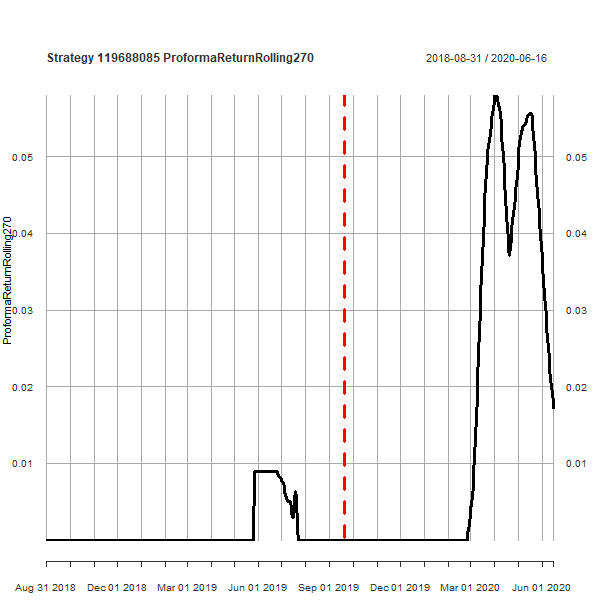 Strategy 119688085 ProformaReturnRolling270
2018-08-31 / 2020-06-16
ProformaReturnRolling270
0.05 0.05
0.04 0.04
0.03 0.03
0.02 0.02
0.01 0.01
Aug 31 2018 Dec 01 2018 Mar 01 2019 Jun 01 2019 Sep 01 2019 Dec 01 2019 Mar 01 2020 Jun 01 2020